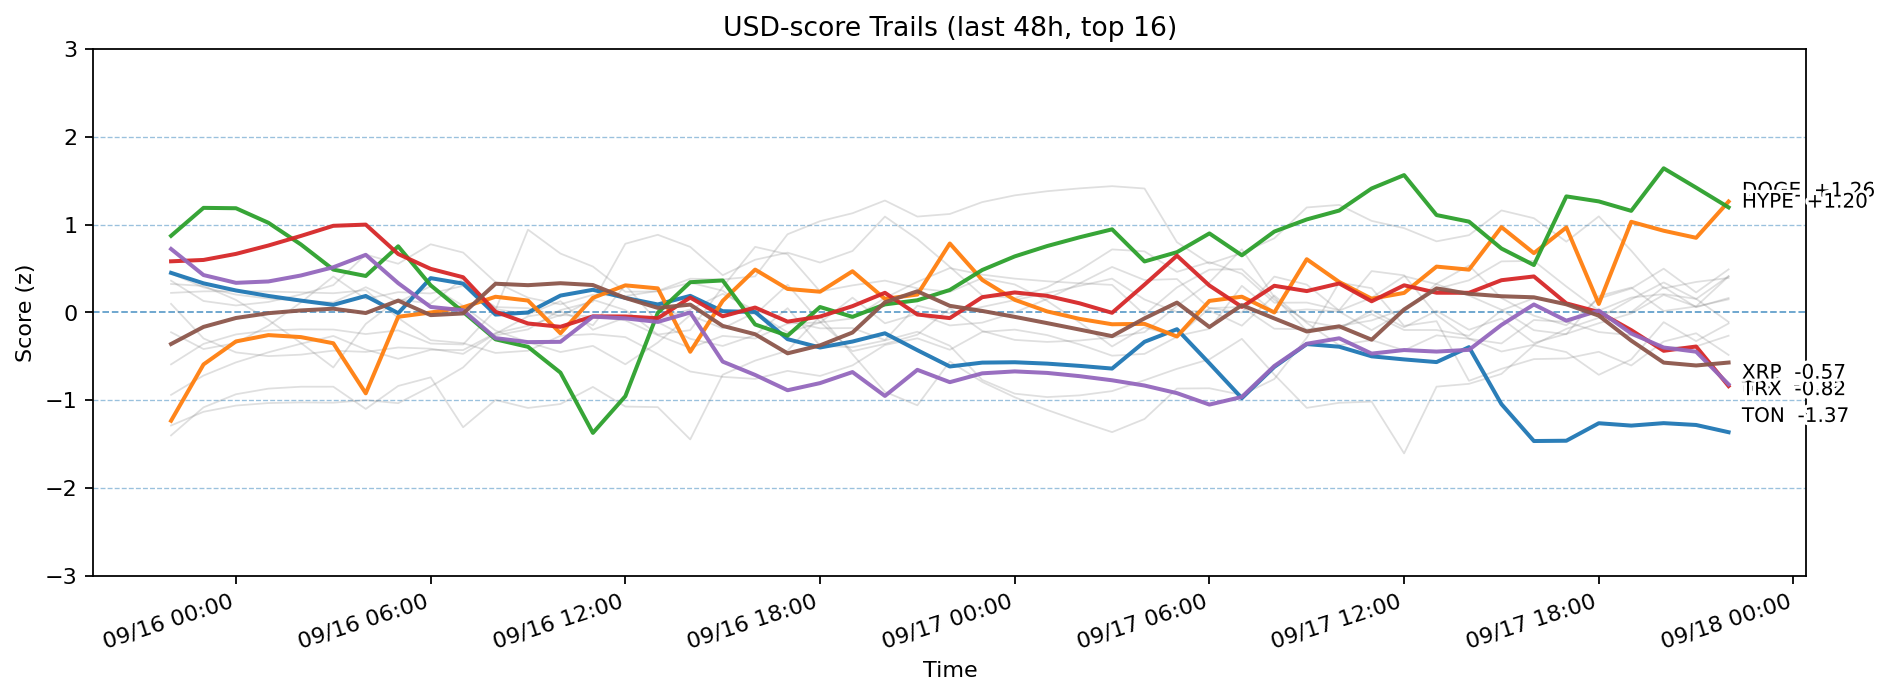 USD-score Trails (last 48h, top 16)
3
2
1
0
−1
−2
−3
Score (z)
DOGE +1.26
HYPE +1.20
XRP -0.57
TRX -0.82
TON -1.37
09/16 00:00
09/16 06:00
09/16 12:00
09/16 18:00
09/17 00:00
09/17 06:00
09/17 12:00
09/17 18:00
09/18 00:00
Time